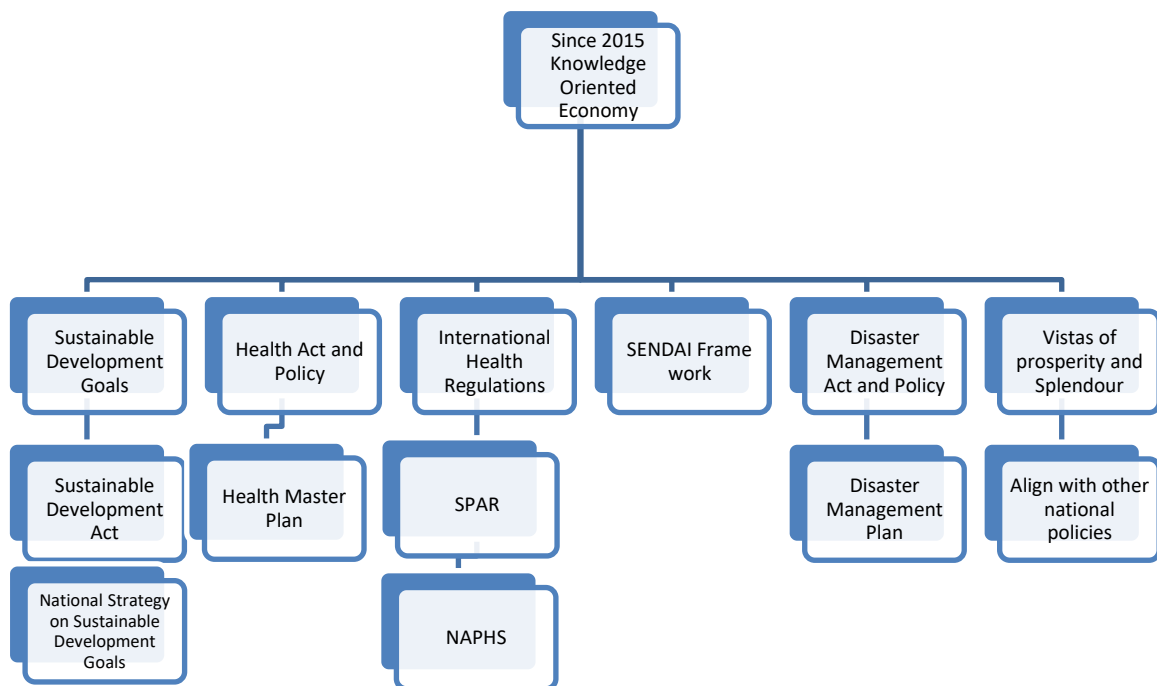 Since 2015
Knowledge
Oriented
Economy
Sustainable
Development
Goals
Health Act and
Policy
International
Health
Regulations
SENDAI Frame
work
Disaster
Management
Act and Policy
Vistas of
prosperity and
Splendour
Sustainable
Development
Act
Health Master
Plan
SPAR
Disaster
Management
Plan
Align with other
national
policies
National Strategy
on Sustainable
Development
Goals
NAPHS